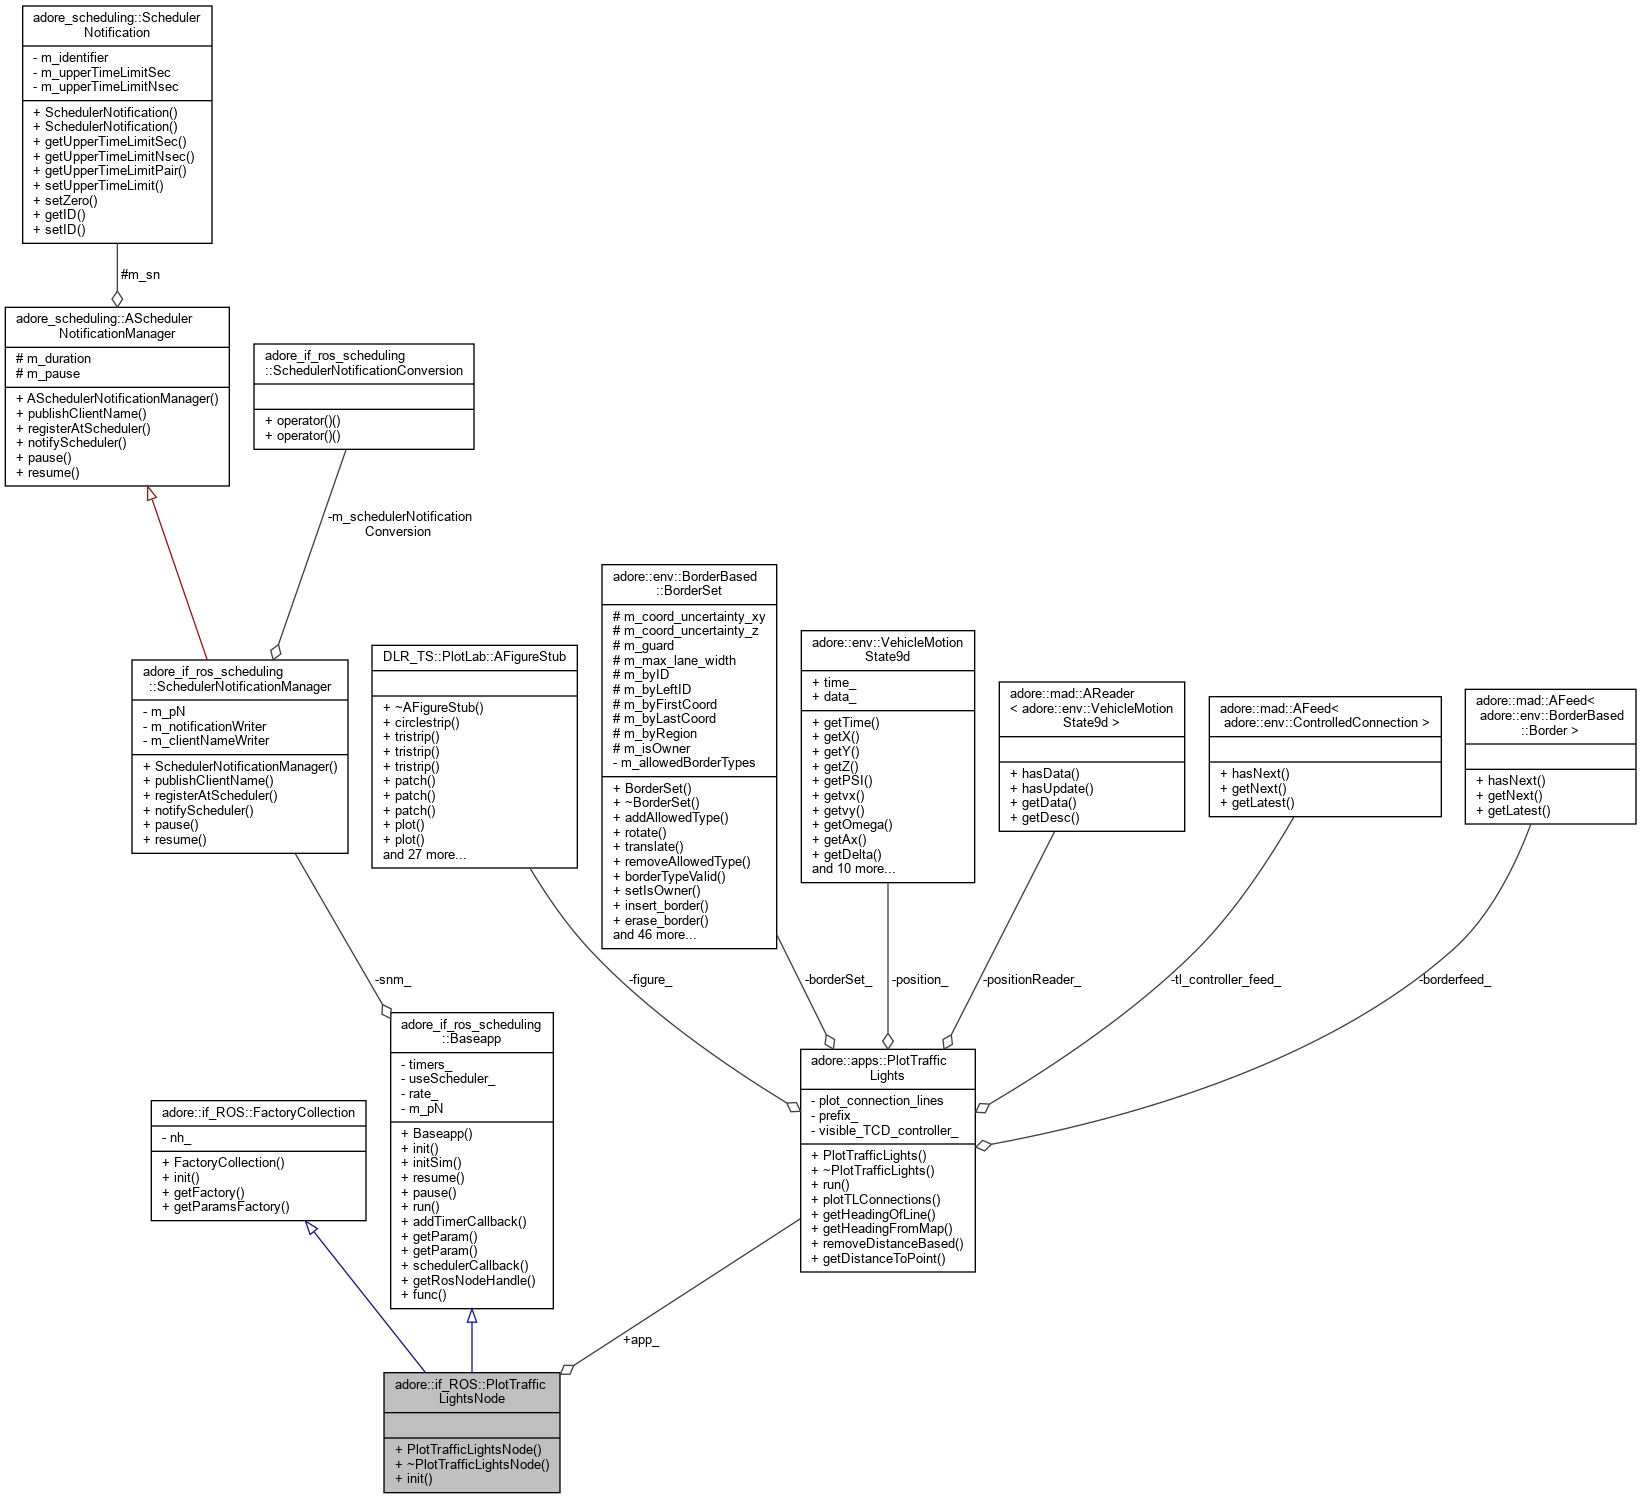 adore_scheduling::Scheduler
Notification
- m_identifier
- m_upperTimeLimitSec
- m_upperTimeLimitNsec
+ SchedulerNotification()
+ SchedulerNotification()
+ getUpperTimeLimitSec()
+ getUpperTimeLimitNsec()
+ getUpperTimeLimitPair()
+ setUpperTimeLimit()
+ setZero()
+ getID()
+ setID()
#m_sn
adore_scheduling::AScheduler
NotificationManager
# m_duration
# m_pause
+ ASchedulerNotificationManager()
+ publishClientName()
+ registerAtScheduler()
+ notifyScheduler()
+ pause()
+ resume()
adore_if_ros_scheduling
::SchedulerNotificationConversion
+ operator()()
+ operator()()
-m_schedulerNotification
Conversion
adore_if_ros_scheduling
::SchedulerNotificationManager
- m_pN
- m_notificationWriter
- m_clientNameWriter
+ SchedulerNotificationManager()
+ publishClientName()
+ registerAtScheduler()
+ notifyScheduler()
+ pause()
+ resume()
DLR_TS::PlotLab::AFigureStub
+ ~AFigureStub()
+ circlestrip()
+ tristrip()
+ tristrip()
+ tristrip()
+ patch()
+ patch()
+ patch()
+ plot()
+ plot()
and 27 more...
adore::env::BorderBased
::BorderSet
# m_coord_uncertainty_xy
# m_coord_uncertainty_z
# m_guard
# m_max_lane_width
# m_byID
# m_byLeftID
# m_byFirstCoord
# m_byLastCoord
# m_byRegion
# m_isOwner
- m_allowedBorderTypes
+ BorderSet()
+ ~BorderSet()
+ addAllowedType()
+ rotate()
+ translate()
+ removeAllowedType()
+ borderTypeValid()
+ setIsOwner()
+ insert_border()
+ erase_border()
and 46 more...
adore::env::VehicleMotion
State9d
+ time_
+ data_
+ getTime()
+ getX()
+ getY()
+ getZ()
+ getPSI()
+ getvx()
+ getvy()
+ getOmega()
+ getAx()
+ getDelta()
and 10 more...
adore::mad::AReader
< adore::env::VehicleMotion
State9d >
+ hasData()
+ hasUpdate()
+ getData()
+ getDesc()
adore::mad::AFeed<
adore::env::ControlledConnection >
+ hasNext()
+ getNext()
+ getLatest()
adore::mad::AFeed<
adore::env::BorderBased
::Border >
+ hasNext()
+ getNext()
+ getLatest()
-snm_
-figure_
-borderSet_
-position_
-positionReader_
-tl_controller_feed_
-borderfeed_
adore_if_ros_scheduling
::Baseapp
- timers_
- useScheduler_
- rate_
- m_pN
+ Baseapp()
+ init()
+ initSim()
+ resume()
+ pause()
+ run()
+ addTimerCallback()
+ getParam()
+ getParam()
+ schedulerCallback()
+ getRosNodeHandle()
+ func()
adore::apps::PlotTraffic
Lights
- plot_connection_lines
- prefix_
- visible_TCD_controller_
+ PlotTrafficLights()
+ ~PlotTrafficLights()
+ run()
+ plotTLConnections()
+ getHeadingOfLine()
+ getHeadingFromMap()
+ removeDistanceBased()
+ getDistanceToPoint()
adore::if_ROS::FactoryCollection
- nh_
+ FactoryCollection()
+ init()
+ getFactory()
+ getParamsFactory()
+app_
adore::if_ROS::PlotTraffic
LightsNode
+ PlotTrafficLightsNode()
+ ~PlotTrafficLightsNode()
+ init()